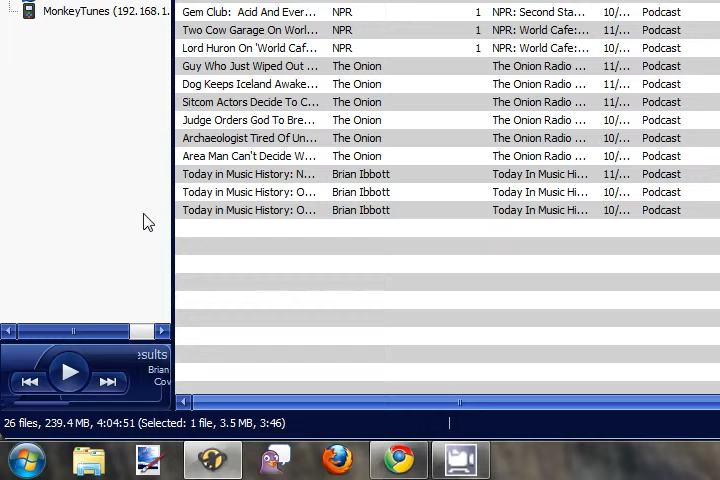 MonkeyTunes (192.168.1.
Gem Club: Acid And Ever... NPR 1 NPR: Second Sta... 10/... Podcast
Two Cow Garage On Worl... NPR 1 NPR: World Cafe:... 11/... Podcast
Lord Huron On 'World Caf... NPR 1 NPR: World Cafe:... 10/... Podcast
Guy Who Just Wiped Out ... The Onion The Onion Radio ... 11/... Podcast
Dog Keeps Iceland Awake... The Onion The Onion Radio ... 11/... Podcast
Sitcom Actors Decide To C... The Onion The Onion Radio ... 11/... Podcast
Judge Orders God To Bre... The Onion The Onion Radio ... 10/... Podcast
Archaeologist Tired Of Un... The Onion The Onion Radio ... 10/... Podcast
Area Man Can't Decide W... The Onion The Onion Radio ... 10/... Podcast
Today in Music History: N... Brian Ibbott Today In Music Hi... 11/... Podcast
Today in Music History: O... Brian Ibbott Today In Music Hi... 10/... Podcast
Today in Music History: O... Brian Ibbott Today In Music Hi... 10/... Podcast
esults
Brian
Cov
26 files, 239.4 MB, 4:04:51 (Selected: 1 file, 3.5 MB, 3:46)